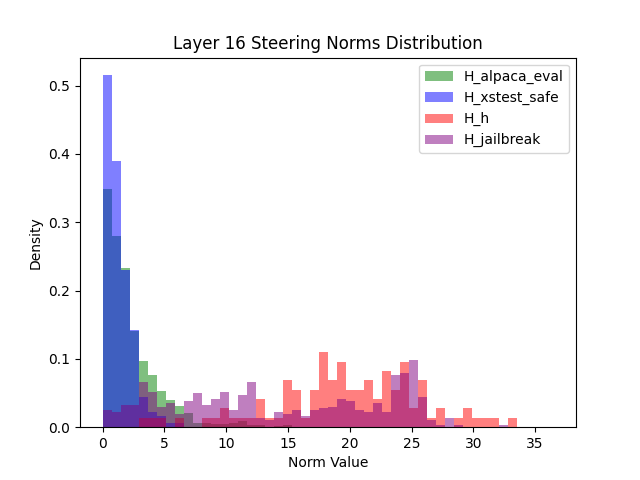 Layer 16 Steering Norms Distribution
H_alpaca_eval
H_xstest_safe
H_h
H_jailbreak
Density
0.5
0.4
0.3
0.2
0.1
0.0
0 5 10 15 20 25 30 35
Norm Value